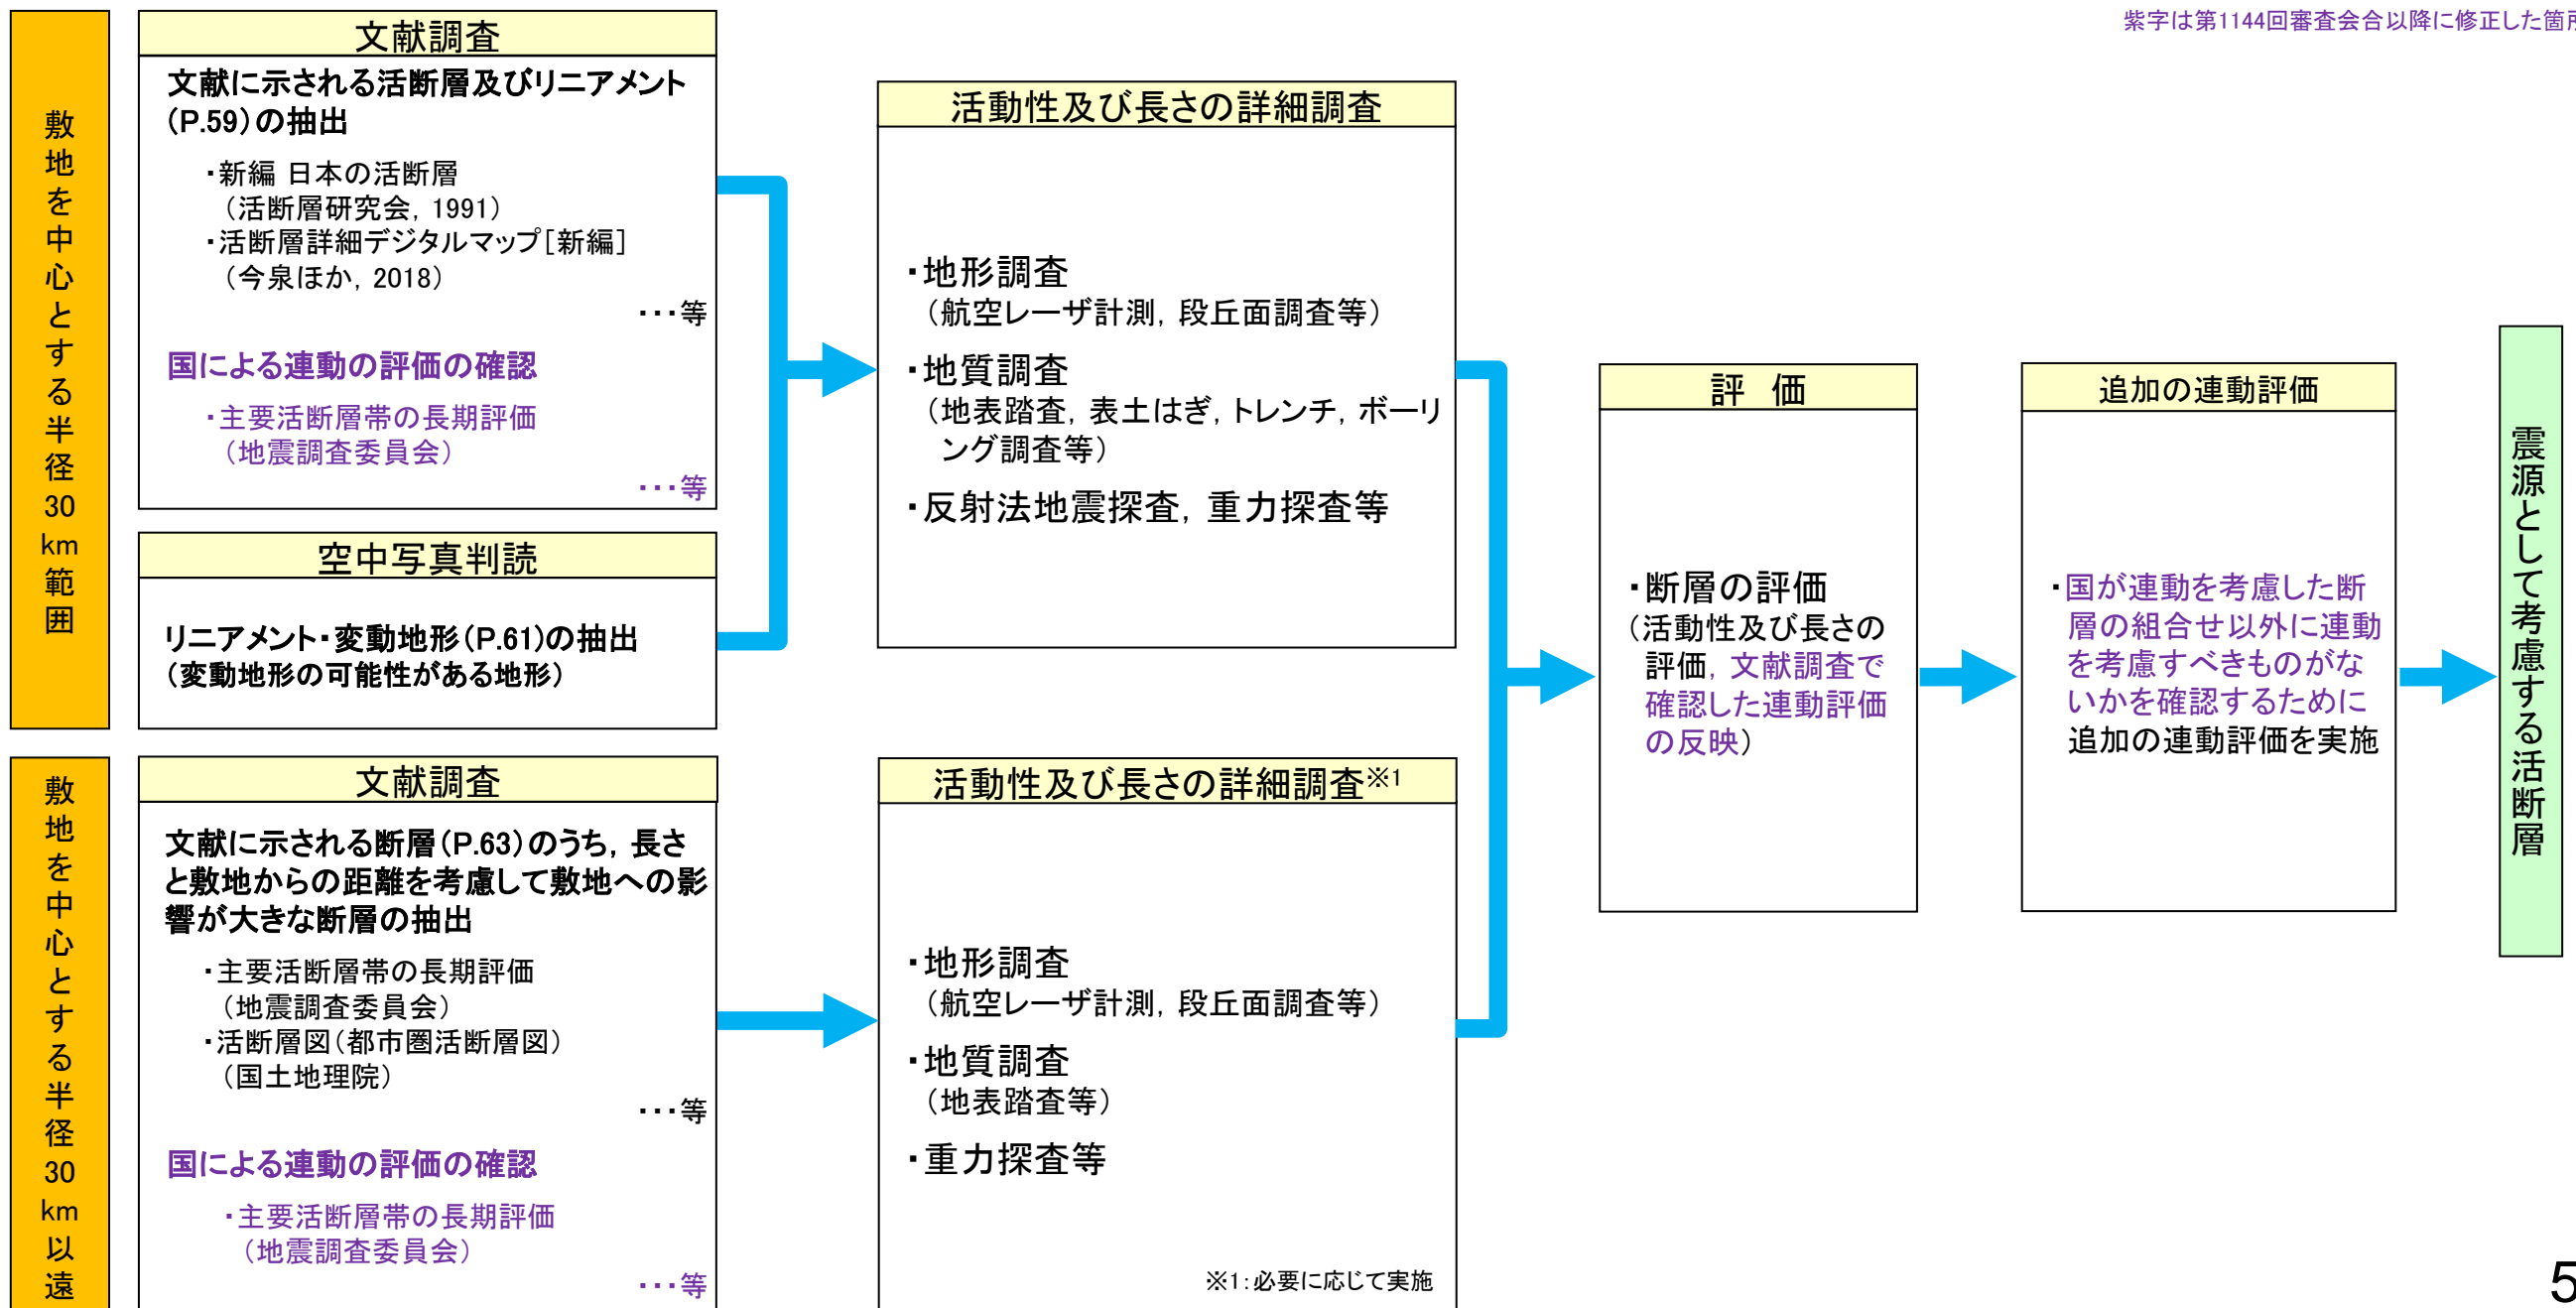 紫字は第1144回審査会合以降に修正した箇所
敷地を中心とする半径30km範囲
文献調査
文献に示される活断層及びリニアメント
(P.59)の抽出
・新編 日本の活断層
(活断層研究会, 1991)
・活断層詳細デジタルマップ[新編]
(今泉ほか, 2018)
・・・等
国による連動の評価の確認
・主要活断層帯の長期評価
(地震調査委員会)
・・・等
空中写真判読
リニアメント・変動地形(P.61)の抽出
(変動地形の可能性がある地形)
活動性及び長さの詳細調査
・地形調査
(航空レーザ計測, 段丘面調査等)
・地質調査
(地表踏査, 表土はぎ, トレンチ, ボーリ
ング調査等)
・反射法地震探査, 重力探査等
敷地を中心とする半径30km以遠
文献調査
文献に示される断層(P.63)のうち, 長さ
と敷地からの距離を考慮して敷地への影
響が大きな断層の抽出
・主要活断層帯の長期評価
(地震調査委員会)
・活断層図(都市圏活断層図)
(国土地理院)
・・・等
国による連動の評価の確認
・主要活断層帯の長期評価
(地震調査委員会)
・・・等
活動性及び長さの詳細調査※1
・地形調査
(航空レーザ計測, 段丘面調査等)
・地質調査
(地表踏査等)
・重力探査等
※1:必要に応じて実施
評 価
・断層の評価
(活動性及び長さの
評価, 文献調査で
確認した連動評価
の反映)
追加の連動評価
・国が連動を考慮した断
層の組合せ以外に連動
を考慮すべきものがな
いかを確認するために
追加の連動評価を実施
震源として考慮する活断層
5